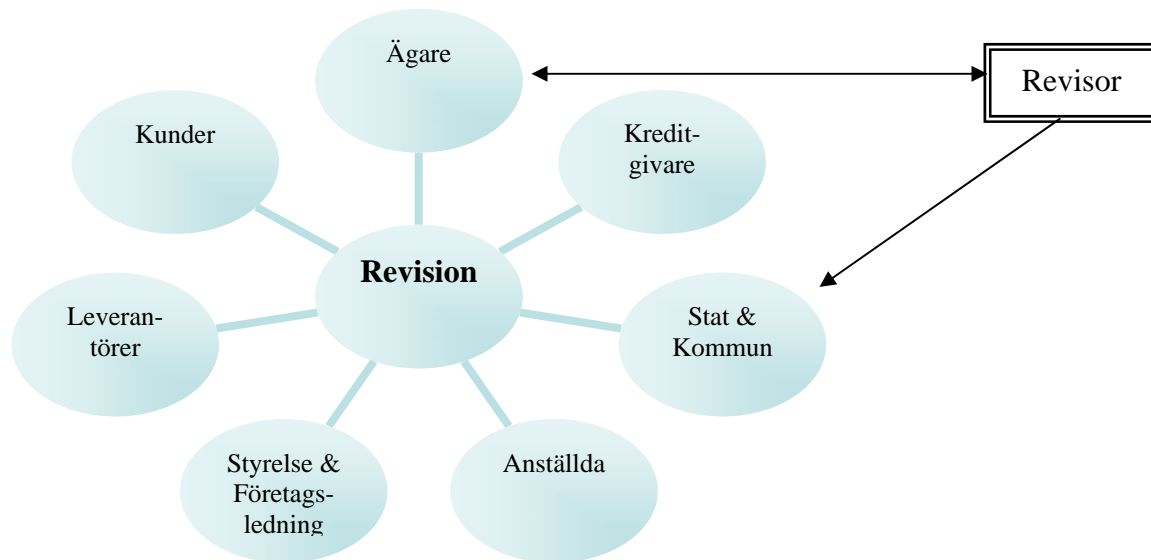 Ägare
Revisor
Kunder
Kredit-
givare
Revision
Leveran-
törer
Stat &
Kommun
Styrelse &
Företags-
ledning
Anställda